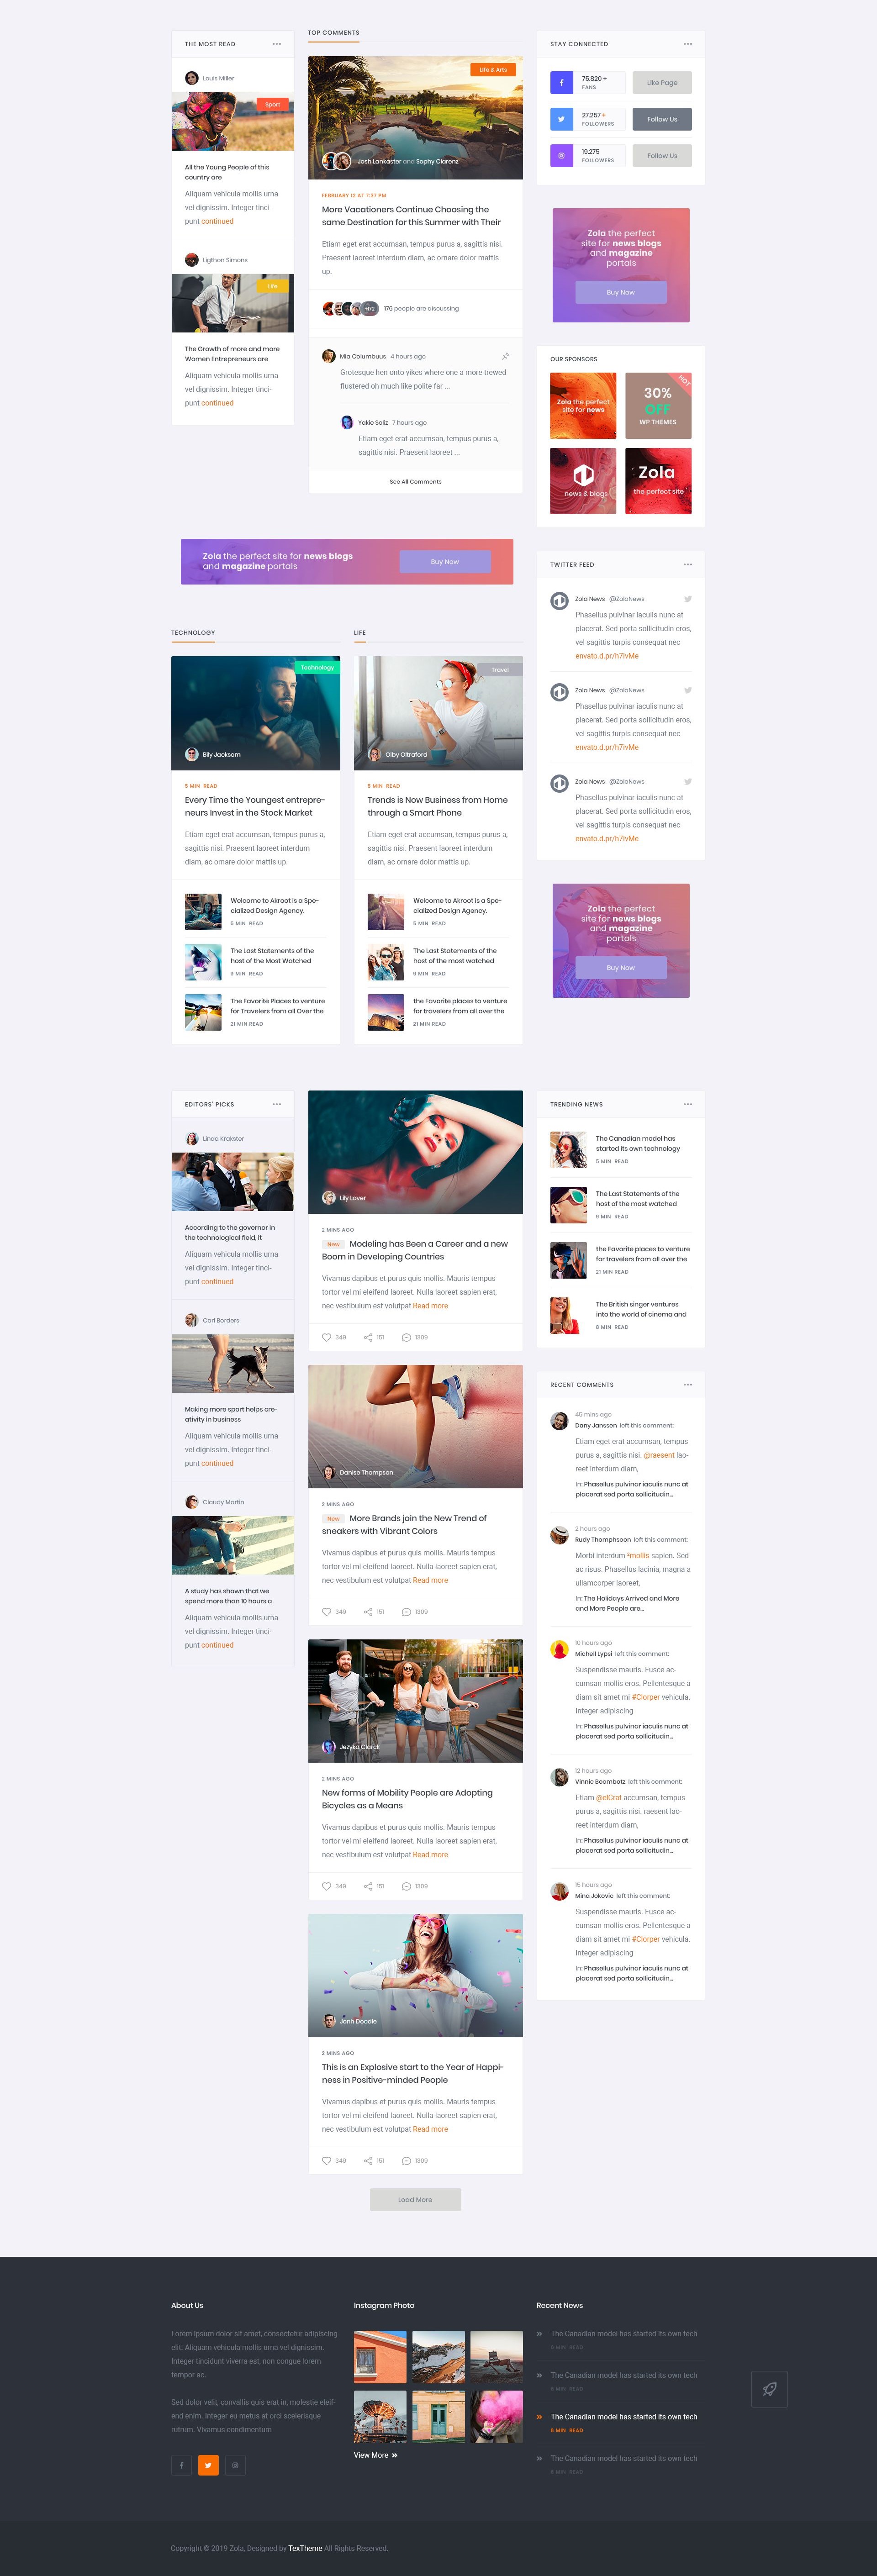 THE MOST READ
Louis Miller
Sport
All the Young People of this
country are
Aliquam vehicula mollis urna
vel dignissim. Integer tinci-
punt continued
Ligthon Simons
Life
The Growth of more and more
Women Entrepreneurs are
Aliquam vehicula mollis urna
vel dignissim. Integer tinci-
punt continued
TOP COMMENTS
Life & Arts
Josh Lankaster and Sophy Clarenz
FEBRUARY 12 AT 7:37 PM
More Vacationers Continue Choosing the
same Destination for this Summer with Their
Etiam eget erat accumsan, tempus purus a, sagittis nisi.
Praesent laoreet interdum diam, ac ornare dolor mattis
up.
+172
176 people are discussing
Mia Columbuus 4 hours ago
Grotesque hen onto yikes where one a more trewed
flustered oh much like polite far ...
Yakie Soliz 7 hours ago
Etiam eget erat accumsan, tempus purus a,
sagittis nisi. Praesent laoreet ...
See All Comments
STAY CONNECTED
75.820 +
FANS
Like Page
27.257 +
FOLLOWERS
Follow Us
19,275
FOLLOWERS
Follow Us
Zola the perfect
site for news blogs
and magazine
portals
Buy Now
OUR SPONSORS
Zola the perfect
site for news
HOT
30%
OFF
WP THEMES
news & blogs
Zola
the perfect site
Zola the perfect site for news blogs
and magazine portals
Buy Now
TWITTER FEED
Zola News @ZolaNews
Phasellus pulvinar iaculis nunc at
placerat. Sed porta sollicitudin eros,
vel sagittis turpis consequat nec
envato.d.pr/h7ivMe
Zola News @ZolaNews
Phasellus pulvinar iaculis nunc at
placerat. Sed porta sollicitudin eros,
vel sagittis turpis consequat nec
envato.d.pr/h7ivMe
Zola News @ZolaNews
Phasellus pulvinar iaculis nunc at
placerat. Sed porta sollicitudin eros,
vel sagittis turpis consequat nec
envato.d.pr/h7ivMe
Zola the perfect
site for news blogs
and magazine
portals
Buy Now
TECHNOLOGY
Technology
Bily Jacksom
5 MIN READ
Every Time the Youngest entrepre-
neurs Invest in the Stock Market
Etiam eget erat accumsan, tempus purus a,
sagittis nisi. Praesent laoreet interdum
diam, ac ornare dolor mattis up.
Welcome to Akroot is a Spe-
cialized Design Agency.
5 MIN READ
The Last Statements of the
host of the Most Watched
8 MIN READ
The Favorite Places to venture
for Travelers from all Over the
21 MIN READ
LIFE
Travel
Olby Oltraford
5 MIN READ
Trends is Now Business from Home
through a Smart Phone
Etiam eget erat accumsan, tempus purus a,
sagittis nisi. Praesent laoreet interdum
diam, ac ornare dolor mattis up.
Welcome to Akroot is a Spe-
cialized Design Agency.
5 MIN READ
The Last Statements of the
host of the most watched
8 MIN READ
the Favorite places to venture
for travelers from all over the
21 MIN READ
EDITORS' PICKS
Linda Krokster
According to the governor in
the technological field, it
Aliquam vehicula mollis urna
vel dignissim. Integer tinci-
punt continued
Carl Borders
Making more sport helps cre-
ativity in business
Aliquam vehicula mollis urna
vel dignissim. Integer tinci-
punt continued
Claudy Martin
A study has shown that we
spend more than 10 hours a
Aliquam vehicula mollis urna
vel dignissim. Integer tinci-
punt continued
Lily Lover
2 MINS AGO
New Modeling has Been a Career and a new
Boom in Developing Countries
Vivamus dapibus et purus quis mollis. Mauris tempus
tortor vel mi eleifend laoreet. Nulla laoreet sapien erat,
nec vestibulum est volutpat Read more
349 151 1309
Danise Thompson
2 MINS AGO
New More Brands join the New Trend of
sneakers with Vibrant Colors
Vivamus dapibus et purus quis mollis. Mauris tempus
tortor vel mi eleifend laoreet. Nulla laoreet sapien erat,
nec vestibulum est volutpat Read more
349 151 1309
Jezyka Clarck
2 MINS AGO
New forms of Mobility People are Adopting
Bicycles as a Means
Vivamus dapibus et purus quis mollis. Mauris tempus
tortor vel mi eleifend laoreet. Nulla laoreet sapien erat,
nec vestibulum est volutpat Read more
349 151 1309
Jonh Doodle
2 MINS AGO
This is an Explosive start to the Year of Happi-
ness in Positive-minded People
Vivamus dapibus et purus quis mollis. Mauris tempus
tortor vel mi eleifend laoreet. Nulla laoreet sapien erat,
nec vestibulum est volutpat Read more
349 151 1309
Load More
TRENDING NEWS
The Canadian model has
started its own technology
5 MIN READ
The Last Statements of the
host of the most watched
8 MIN READ
the Favorite places to venture
for travelers from all over the
21 MIN READ
The British singer ventures
into the world of cinema and
8 MIN READ
RECENT COMMENTS
46 mins ago
Dany Janssen left this comment:
Etiam eget erat accumsan, tempus
purus a, sagittis nisi. @raesent lao-
reet interdum diam,
In: Phasellus pulvinar iaculis nunc at
placerat sed porta sollicitudin...
2 hours ago
Rudy Thomphsoon left this comment:
Morbi interdum ²mollis sapien. Sed
ac risus. Phasellus lacinia, magna a
ullamcorper laoreet,
In: The Holidays Arrived and More
and More People are...
10 hours ago
Michell Lypsi left this comment:
Suspendisse mauris. Fusce ac-
cumsan mollis eros. Pellentesque a
diam sit amet mi #Clorper vehicula.
Integer adipiscing
In: Phasellus pulvinar iaculis nunc at
placerat sed porta sollicitudin...
12 hours ago
Vinnie Boombotz left this comment:
Etiam @elCrat accumsan, tempus
purus a, sagittis nisi. raesent lao-
reet interdum diam,
In: Phasellus pulvinar iaculis nunc at
placerat sed porta sollicitudin...
15 hours ago
Mina Jokovic left this comment:
Suspendisse mauris. Fusce ac-
cumsan mollis eros. Pellentesque a
diam sit amet mi #Clorper vehicula.
Integer adipiscing
In: Phasellus pulvinar iaculis nunc at
placerat sed porta sollicitudin...
About Us
Lorem ipsum dolor sit amet, consectetur adipiscing
elit. Aliquam vehicula mollis urna vel dignissim.
Integer tincidunt viverra est, non congue lorem
tempor ac.
Sed dolor velit, convallis quis erat in, molestie eleif-
end enim. Integer eu metus at orci scelerisque
rutrum. Vivamus condimentum
Instagram Photo
View More »
Recent News
» The Canadian model has started its own tech
5 MIN READ
» The Canadian model has started its own tech
8 MIN READ
» The Canadian model has started its own tech
8 MIN READ
» The Canadian model has started its own tech
5 MIN READ
Copyright © 2019 Zola, Designed by TexTheme All Rights Reserved.